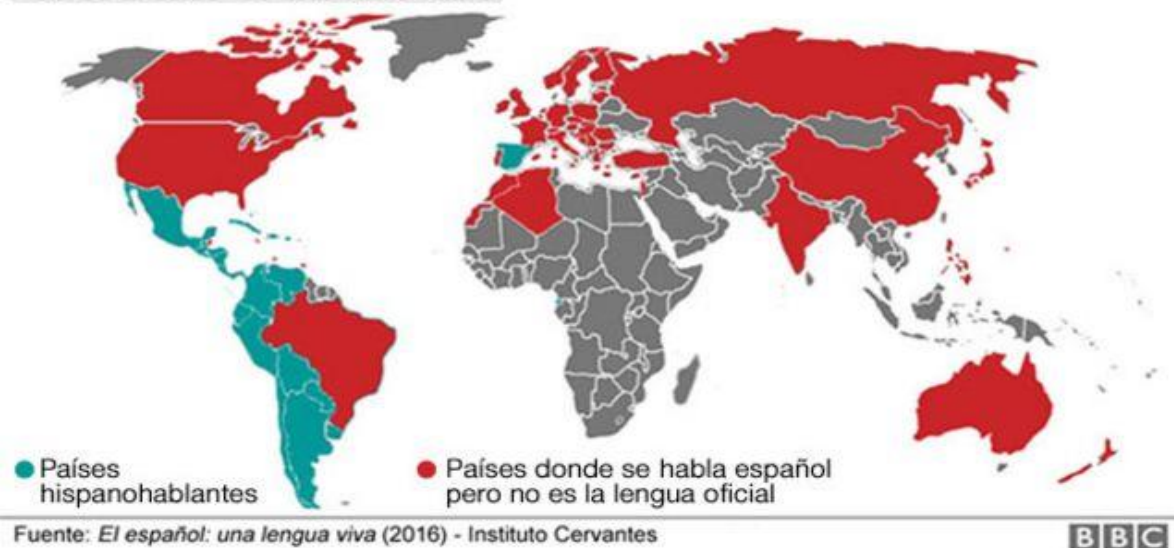 Países
hispanohablantes
Países donde se habla español
pero no es la lengua oficial
Fuente: El español: una lengua viva (2016) - Instituto Cervantes
BBC